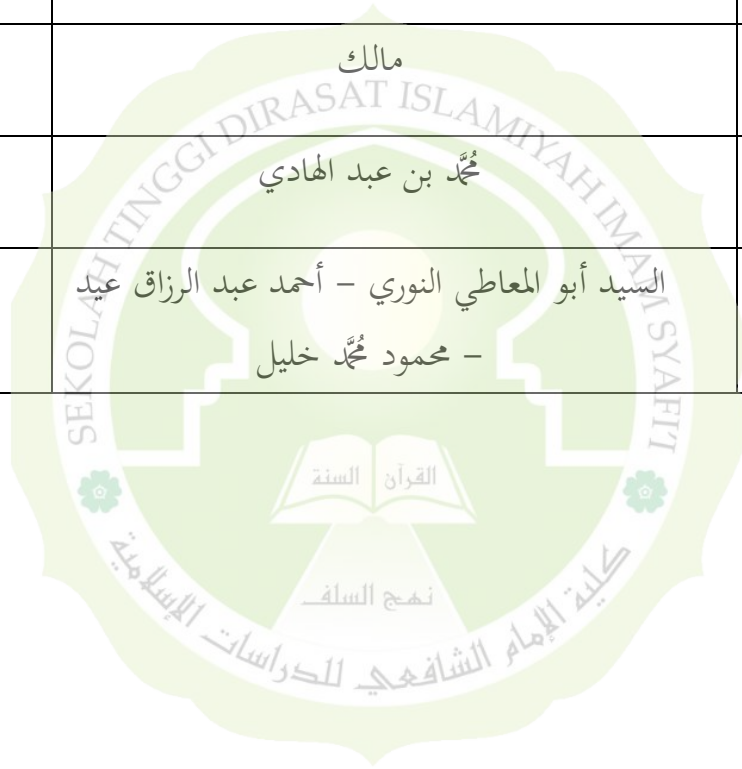 مالك
مُحَمَّد بن عبد الهادي
السيد أبو المعاطي النوري – أحمد عبد الرزاق عيد
– محمود مُحَمَّد خليل
SEKOLAH TINGGI DIRASAT ISLAMIYAH IMAM SYAFI'I
القرآن السنة
نهج السلف
كلية الإمام الشافعي للدراسات الإسلامية